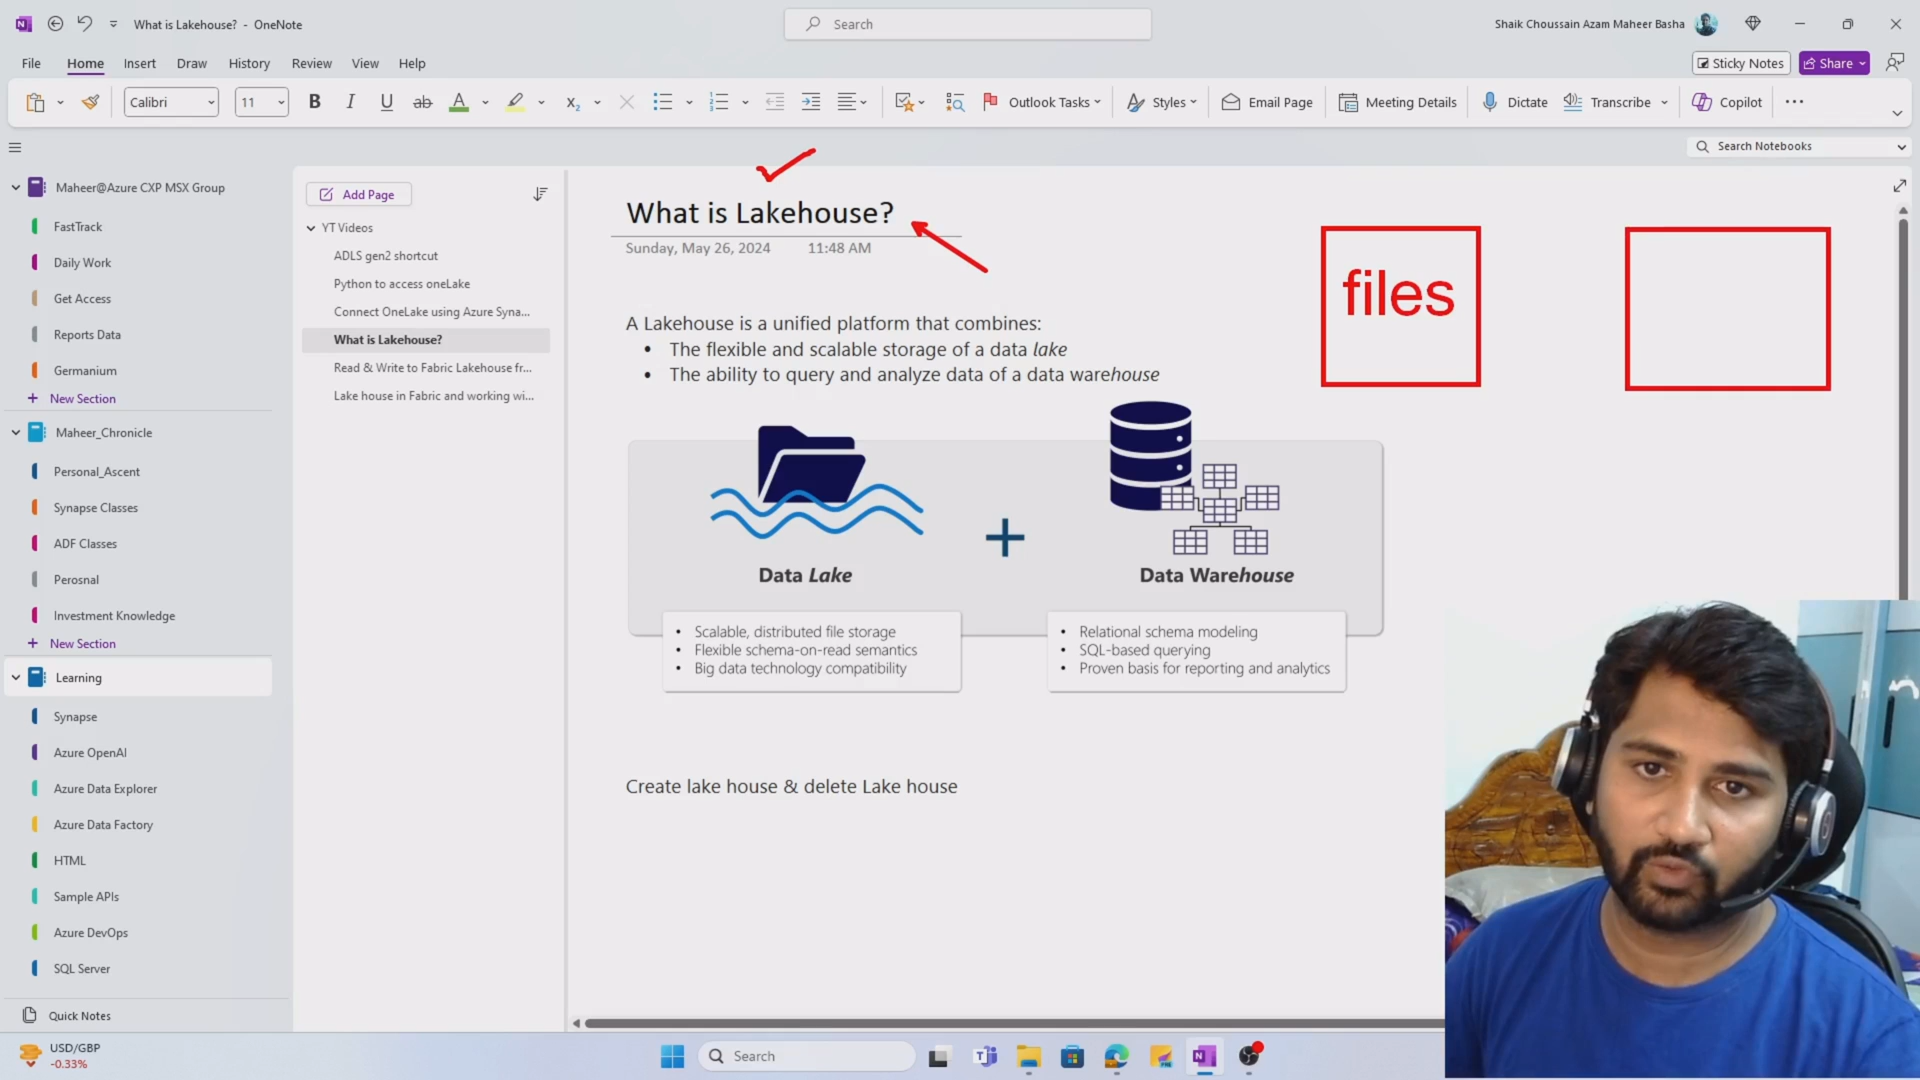 What is Lakehouse? - OneNote
Search
Shaik Choussain Azam Maheer Basha
File Home Insert Draw History Review View Help
Sticky Notes
Share
Calibri
11
B I U ab A
Outlook Tasks
Styles
Email Page
Meeting Details
Dictate
Transcribe
Copilot
Search Notebooks
Maheer@Azure CXP MSX Group
FastTrack
Daily Work
Get Access
Reports Data
Germanium
New Section
Maheer_Chronicle
Personal_Ascent
Synapse Classes
ADF Classes
Perosnal
Investment Knowledge
New Section
Learning
Synapse
Azure OpenAI
Azure Data Explorer
Azure Data Factory
HTML
Sample APIs
Azure DevOps
SQL Server
Quick Notes
Add Page
YT Videos
ADLS gen2 shortcut
Python to access oneLake
Connect OneLake using Azure Syna...
What is Lakehouse?
Read & Write to Fabric Lakehouse fr...
Lake house in Fabric and working wi...
What is Lakehouse?
Sunday, May 26, 2024 11:48 AM
A Lakehouse is a unified platform that combines:
• The flexible and scalable storage of a data lake
• The ability to query and analyze data of a data warehouse
files
+
Data Lake
• Scalable, distributed file storage
• Flexible schema-on-read semantics
• Big data technology compatibility
Data Warehouse
• Relational schema modeling
• SQL-based querying
• Proven basis for reporting and analytics
Create lake house & delete Lake house
USD/GBP
-0.33%
Search